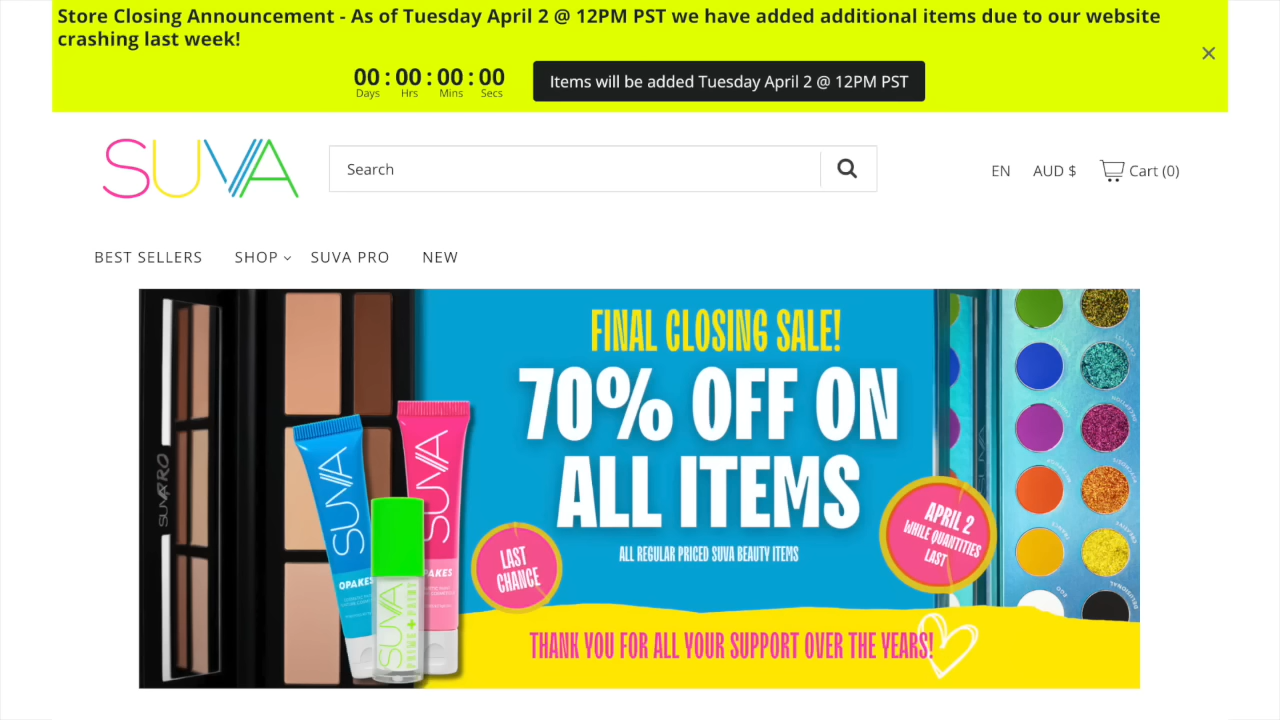 Store Closing Announcement - As of Tuesday April 2 @ 12PM PST we have added additional items due to our website
crashing last week!
00 : 00 : 00 : 00
Days Hrs Mins Secs
Items will be added Tuesday April 2 @ 12PM PST
SUVA
Search
EN AUD $ Cart (0)
BEST SELLERS SHOP SUVA PRO NEW
FINAL CLOSING SALE!
70% OFF ON
ALL ITEMS
ALL REGULAR PRICED SUVA BEAUTY ITEMS
LAST
CHANCE
APRIL 2
WHILE QUANTITIES
LAST
THANK YOU FOR ALL YOUR SUPPORT OVER THE YEARS!
SUVA PRO
SUVA
OPAKES
SUVA
SUVA
PRIME + PAINT